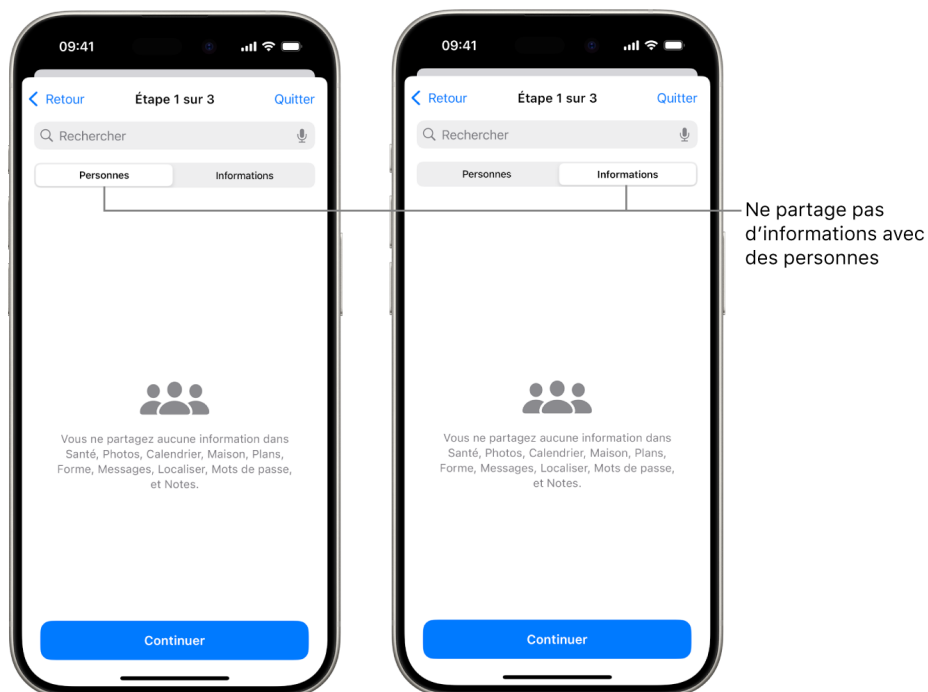 09:41
Retour
Étape 1 sur 3
Quitter
Rechercher
Personnes
Informations
Vous ne partagez aucune information dans
Santé, Photos, Calendrier, Maison, Plans,
Forme, Messages, Localiser, Mots de passe,
et Notes.
Continuer
09:41
Retour
Étape 1 sur 3
Quitter
Rechercher
Personnes
Informations
Vous ne partagez aucune information dans
Santé, Photos, Calendrier, Maison, Plans,
Forme, Messages, Localiser, Mots de passe,
et Notes.
Continuer
Ne partage pas
d’informations avec
des personnes